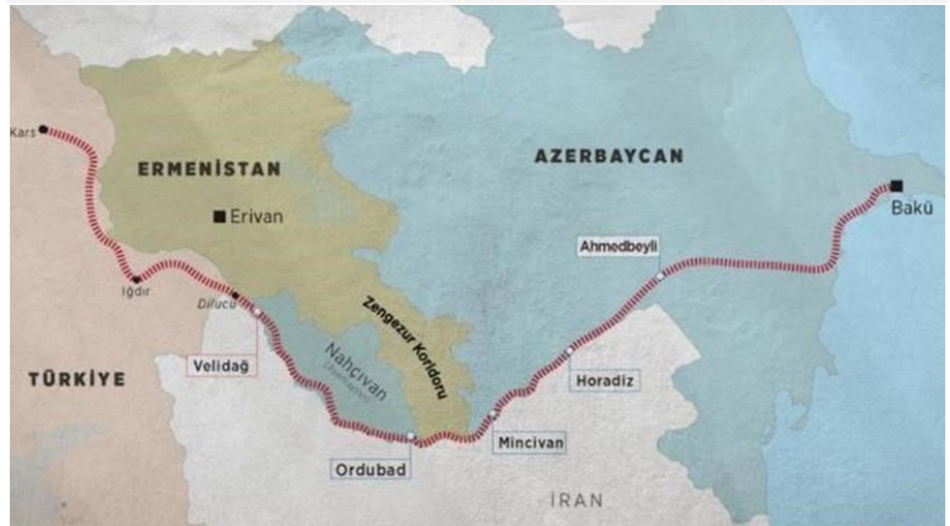 Kars
ERMENİSTAN
AZERBAYCAN
Erivan
Bakü
Ahmedbeyli
Iğdır
Dilucu
Zengezur Koridoru
Velidağ
Nahçıvan
TÜRKİYE
Horadiz
Mincivan
Ordubad
İRAN